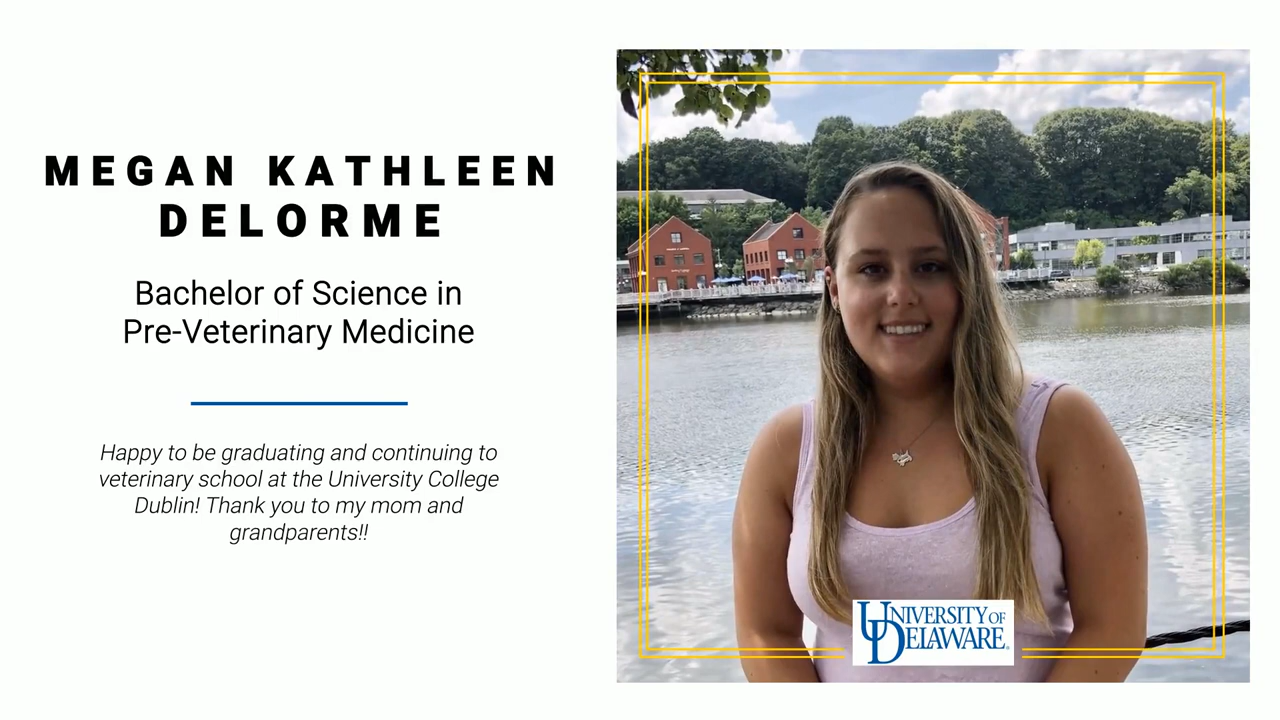 MEGAN KATHLEEN
DELORME
Bachelor of Science in
Pre-Veterinary Medicine
Happy to be graduating and continuing to
veterinary school at the University College
Dublin! Thank you to my mom and
grandparents!!
UNIVERSITY OF
DELAWARE